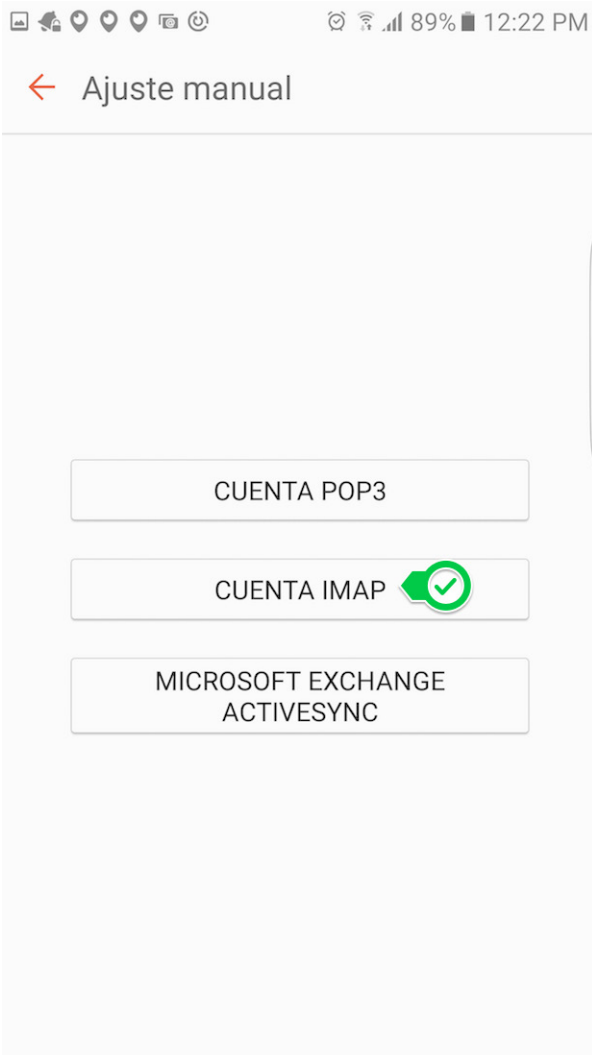 89% 12:22 PM
Ajuste manual
CUENTA POP3
CUENTA IMAP
MICROSOFT EXCHANGE
ACTIVESYNC